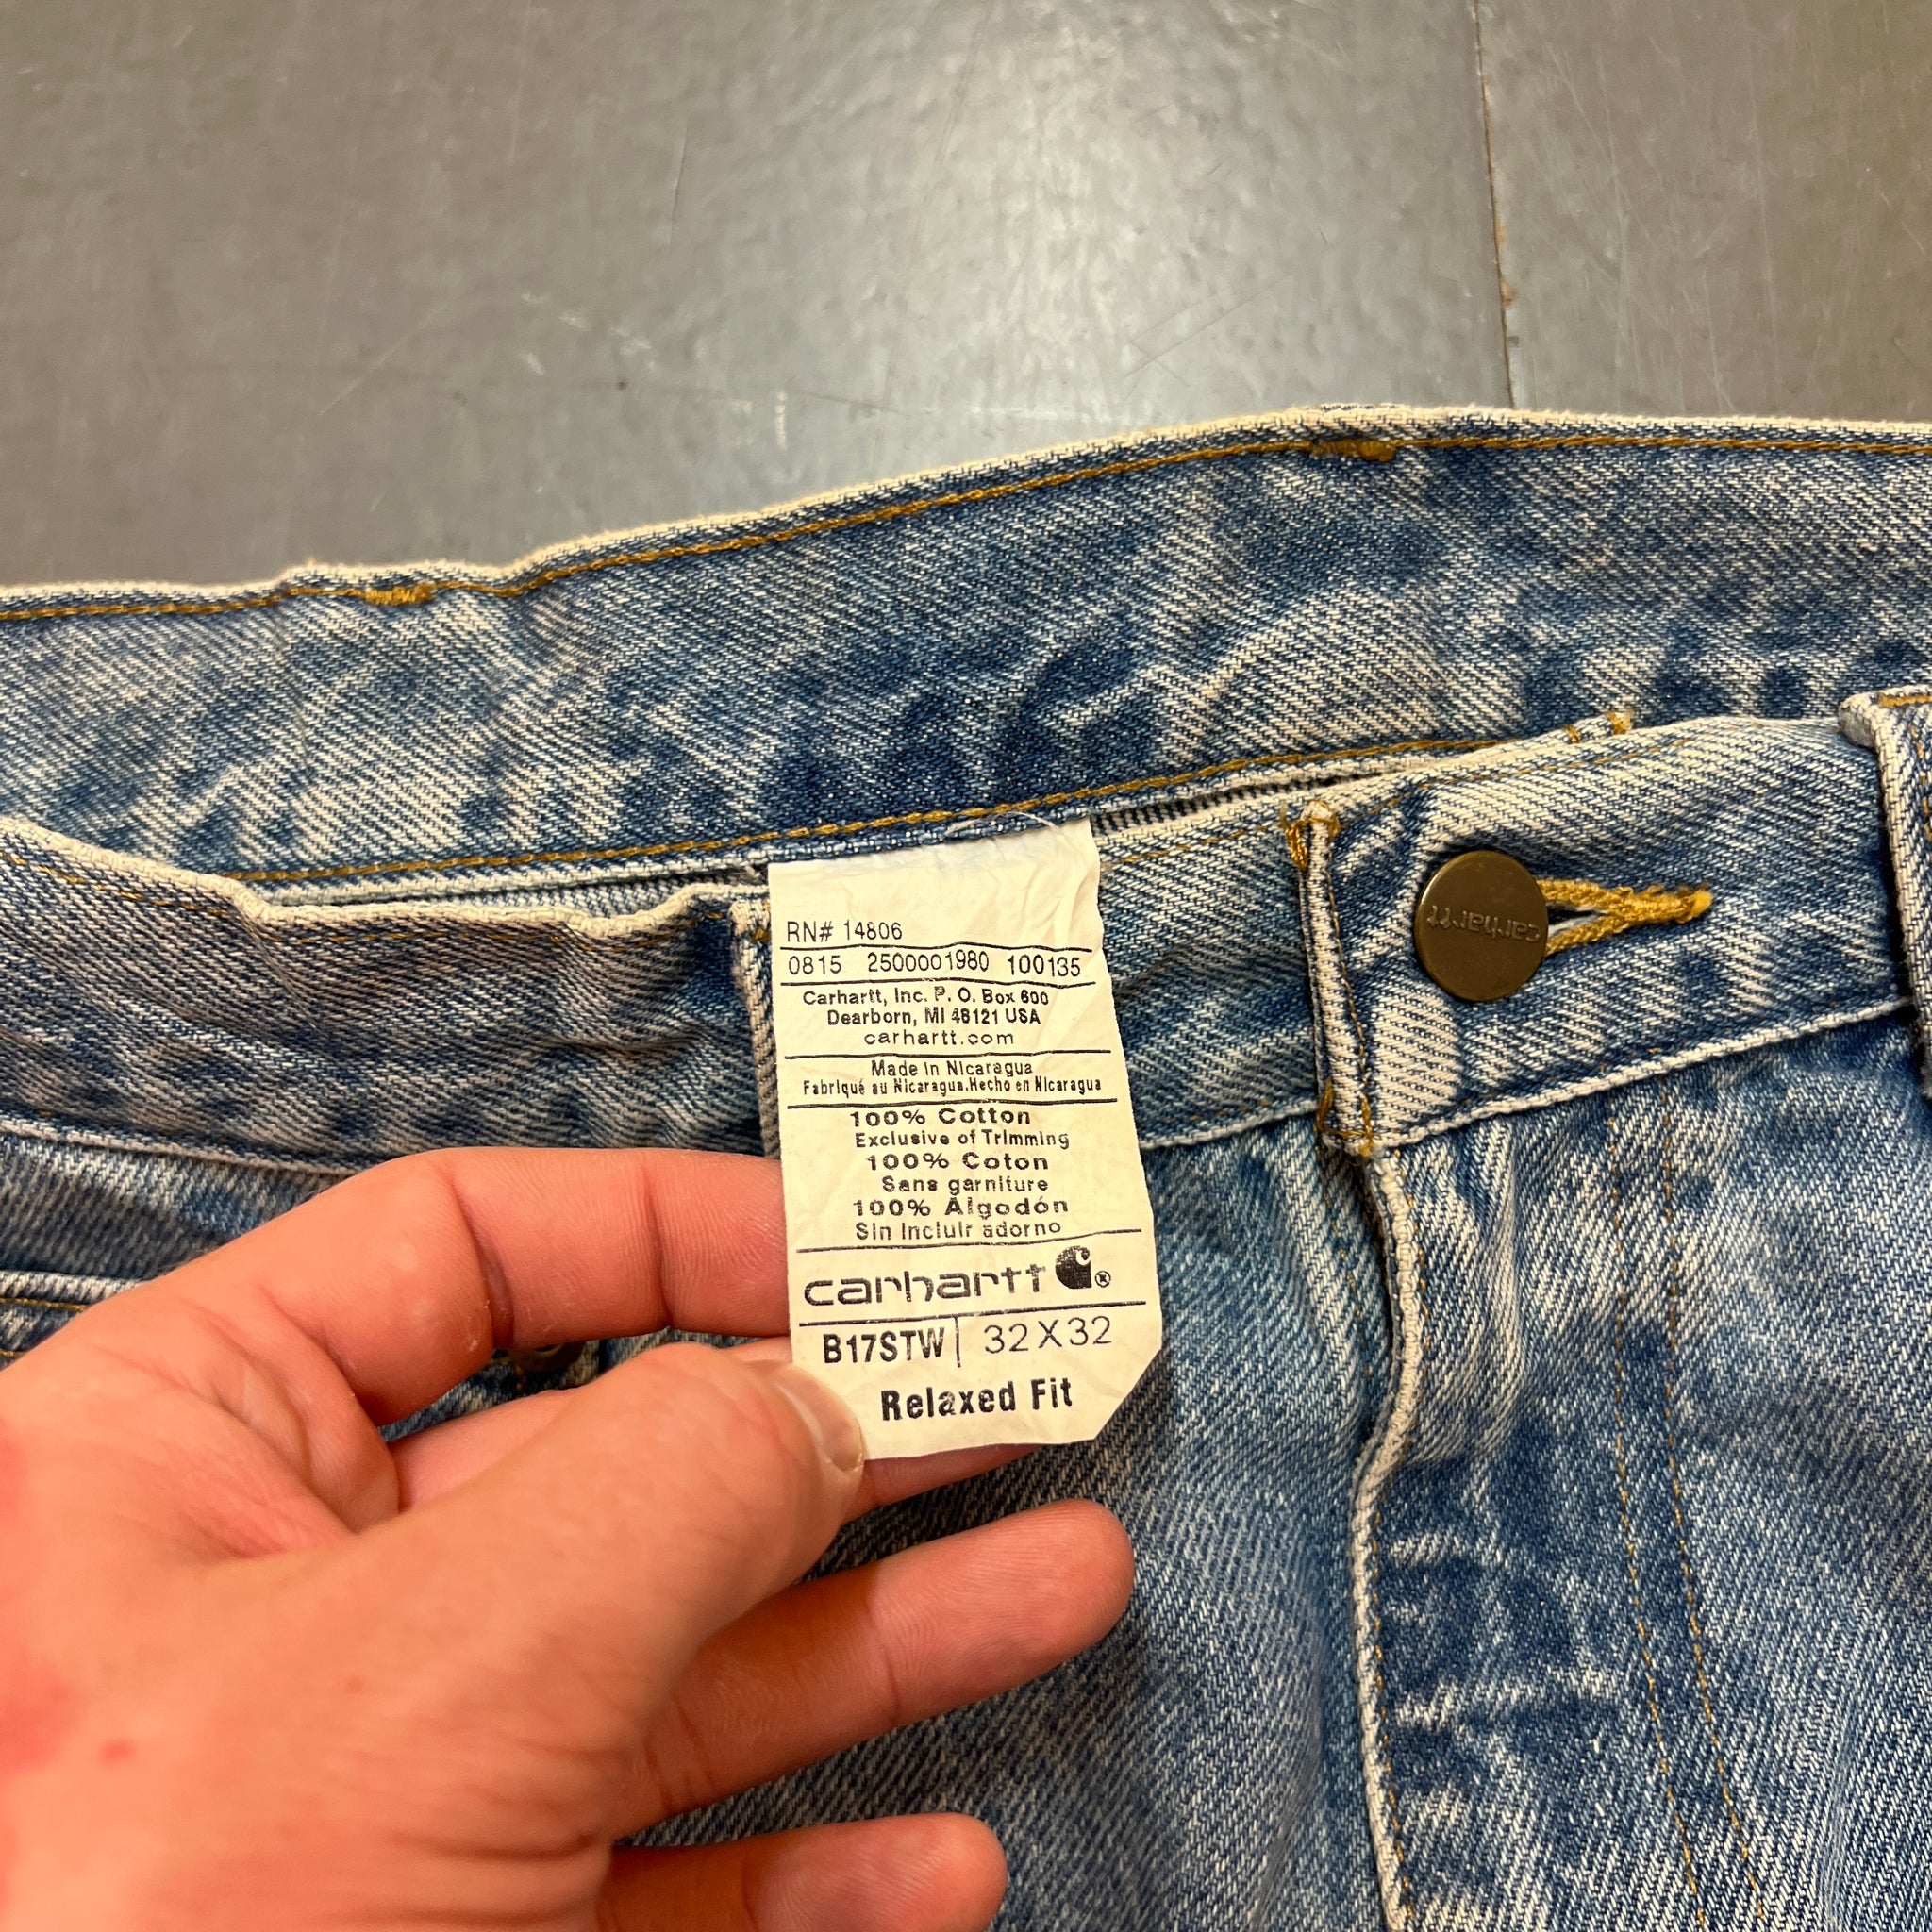 RN# 14806
0815 2500001980 100135
Carhartt, Inc. P. O. Box 600
Dearborn, MI 48121 USA
carhartt.com
Made in Nicaragua
Fabriqué au Nicaragua.Hecho en Nicaragua
100% Cotton
Exclusive of Trimming
100% Coton
Sans garniture
100% Algodón
Sin Incluir adorno
carhartt ®
B17STW 32X32
Relaxed Fit
carhartt